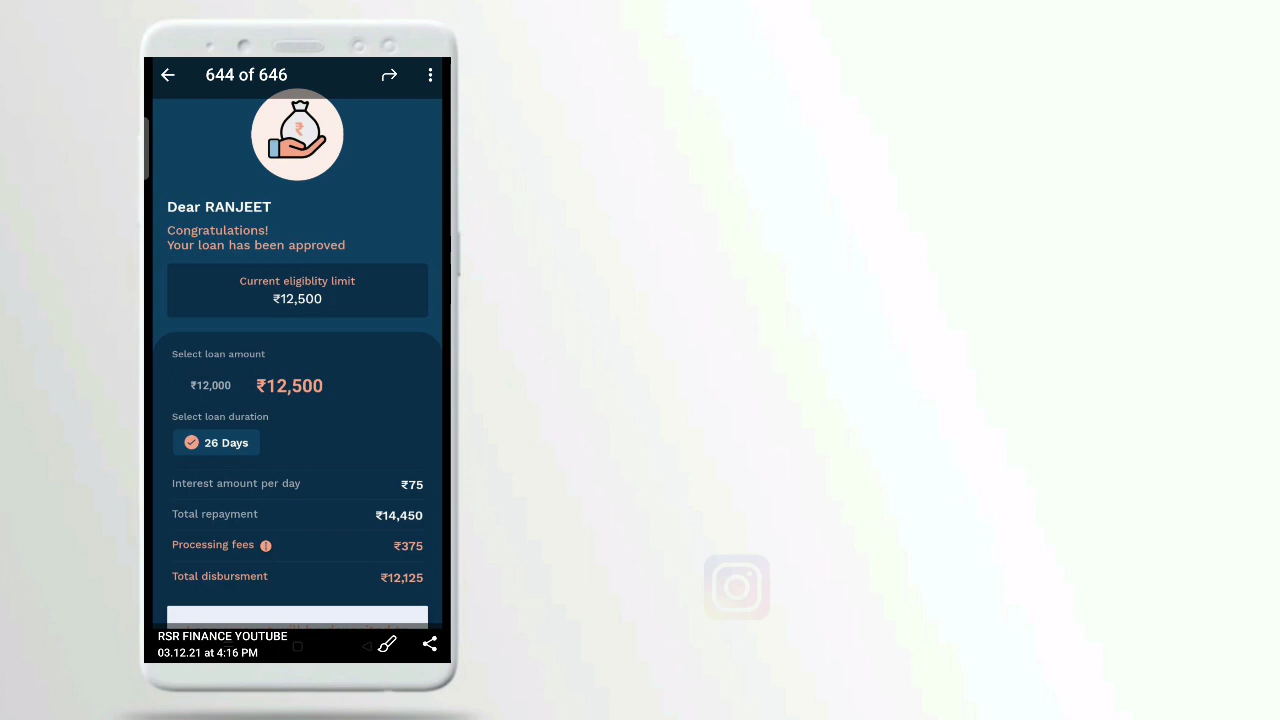 644 of 646
Dear RANJEET
Congratulations!
Your loan has been approved
Current eligiblity limit
₹12,500
Select loan amount
₹12,000 ₹12,500
Select loan duration
26 Days
Interest amount per day ₹75
Total repayment ₹14,450
Processing fees ₹375
Total disbursment ₹12,125
RSR FINANCE YOUTUBE
03.12.21 at 4:16 PM